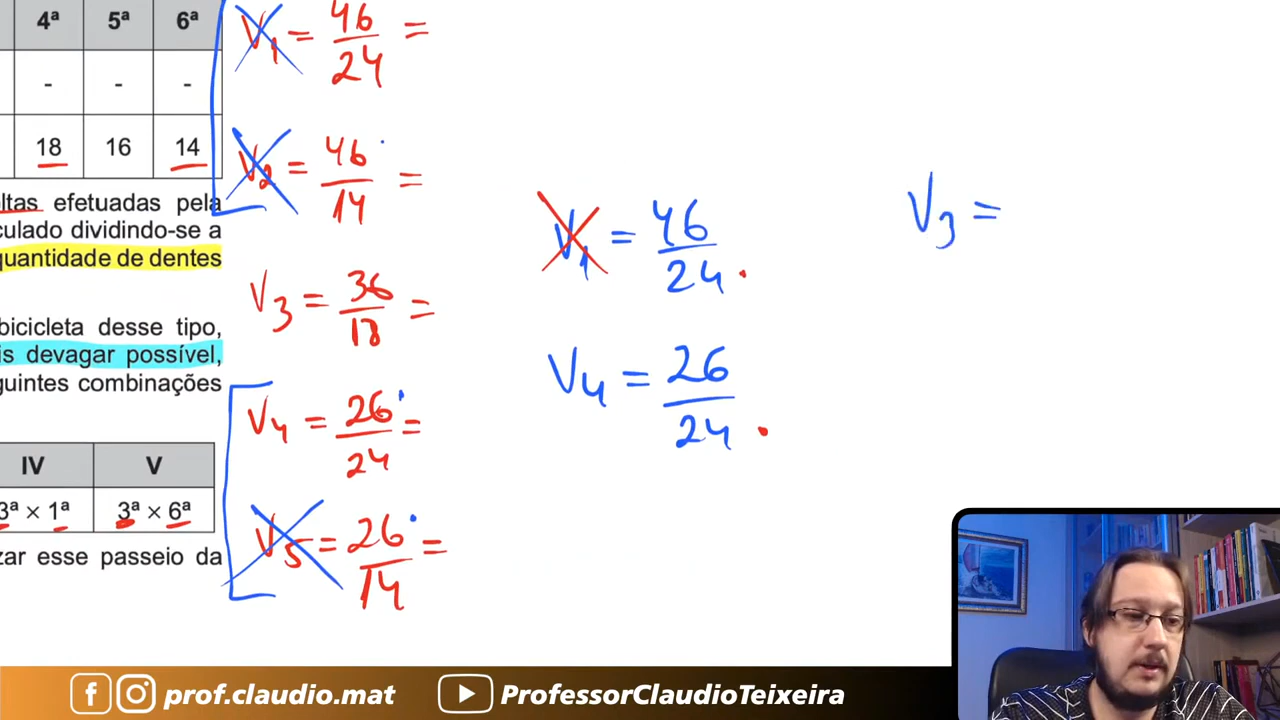 4ª 5ª 6ª
- - -
18 16 14
ltas efetuadas pela
culado dividindo-se a
quantidade de dentes
bicicleta desse tipo,
is devagar possível,
guintes combinações
IV V
3ª × 1ª 3ª × 6ª
zar esse passeio da
V1 = 46/24 =
V2 = 46/14 =
V3 = 36/18 =
V4 = 26/24 =
V5 = 26/14 =
V1 = 46/24
V4 = 26/24
V3 =
prof.claudio.mat ProfessorClaudioTeixeira